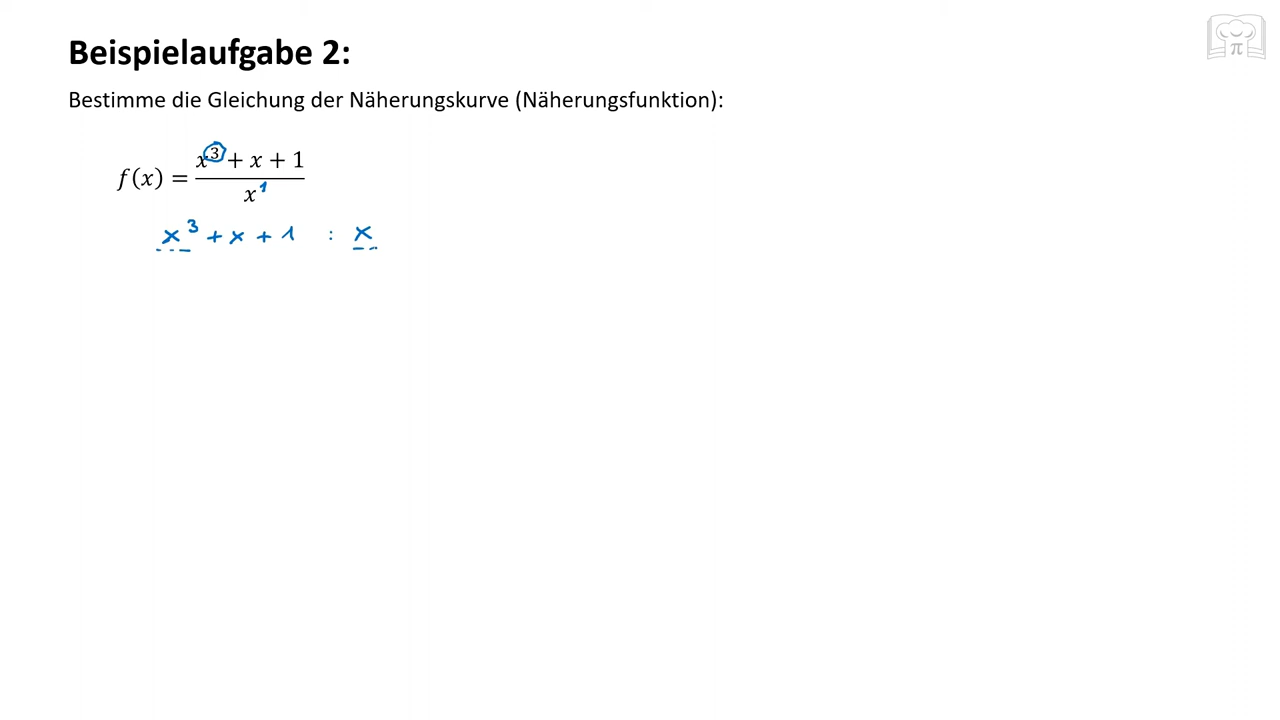 Beispielaufgabe 2:
Bestimme die Gleichung der Näherungskurve (Näherungsfunktion):
f(x) = (x³ + x + 1) / x¹
x³ + x + 1 : x
π